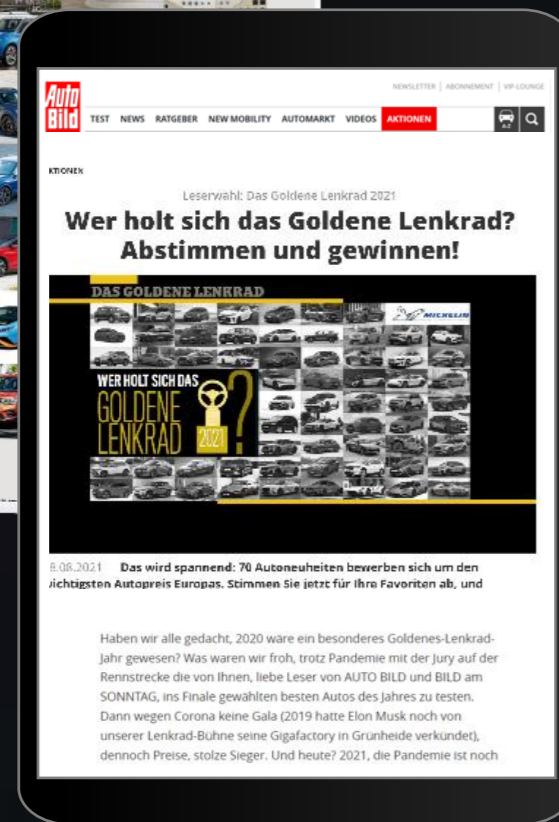 Auto
Bild
NEWSLETTER | ABONNEMENT | VIP-LOUNGE
TEST NEWS RATGEBER NEW MOBILITY AUTOMARKT VIDEOS AKTIONEN
A-Z
KTIONEN
Leserwahl: Das Goldene Lenkrad 2021
Wer holt sich das Goldene Lenkrad?
Abstimmen und gewinnen!
DAS GOLDENE LENKRAD
MICHELIN
WER HOLT SICH DAS
GOLDENE
LENKRAD
2021
?
8.08.2021 Das wird spannend: 70 Autoneuheiten bewerben sich um den
wichtigsten Autopreis Europas. Stimmen Sie jetzt für Ihre Favoriten ab, und
Haben wir alle gedacht, 2020 wäre ein besonderes Goldenes-Lenkrad-
Jahr gewesen? Was waren wir froh, trotz Pandemie mit der Jury auf der
Rennstrecke die von Ihnen, liebe Leser von AUTO BILD und BILD am
SONNTAG, ins Finale gewählten besten Autos des Jahres zu testen.
Dann wegen Corona keine Gala (2019 hatte Elon Musk noch von
unserer Lenkrad-Bühne seine Gigafactory in Grünheide verkündet),
dennoch Preise, stolze Sieger. Und heute? 2021, die Pandemie ist noch